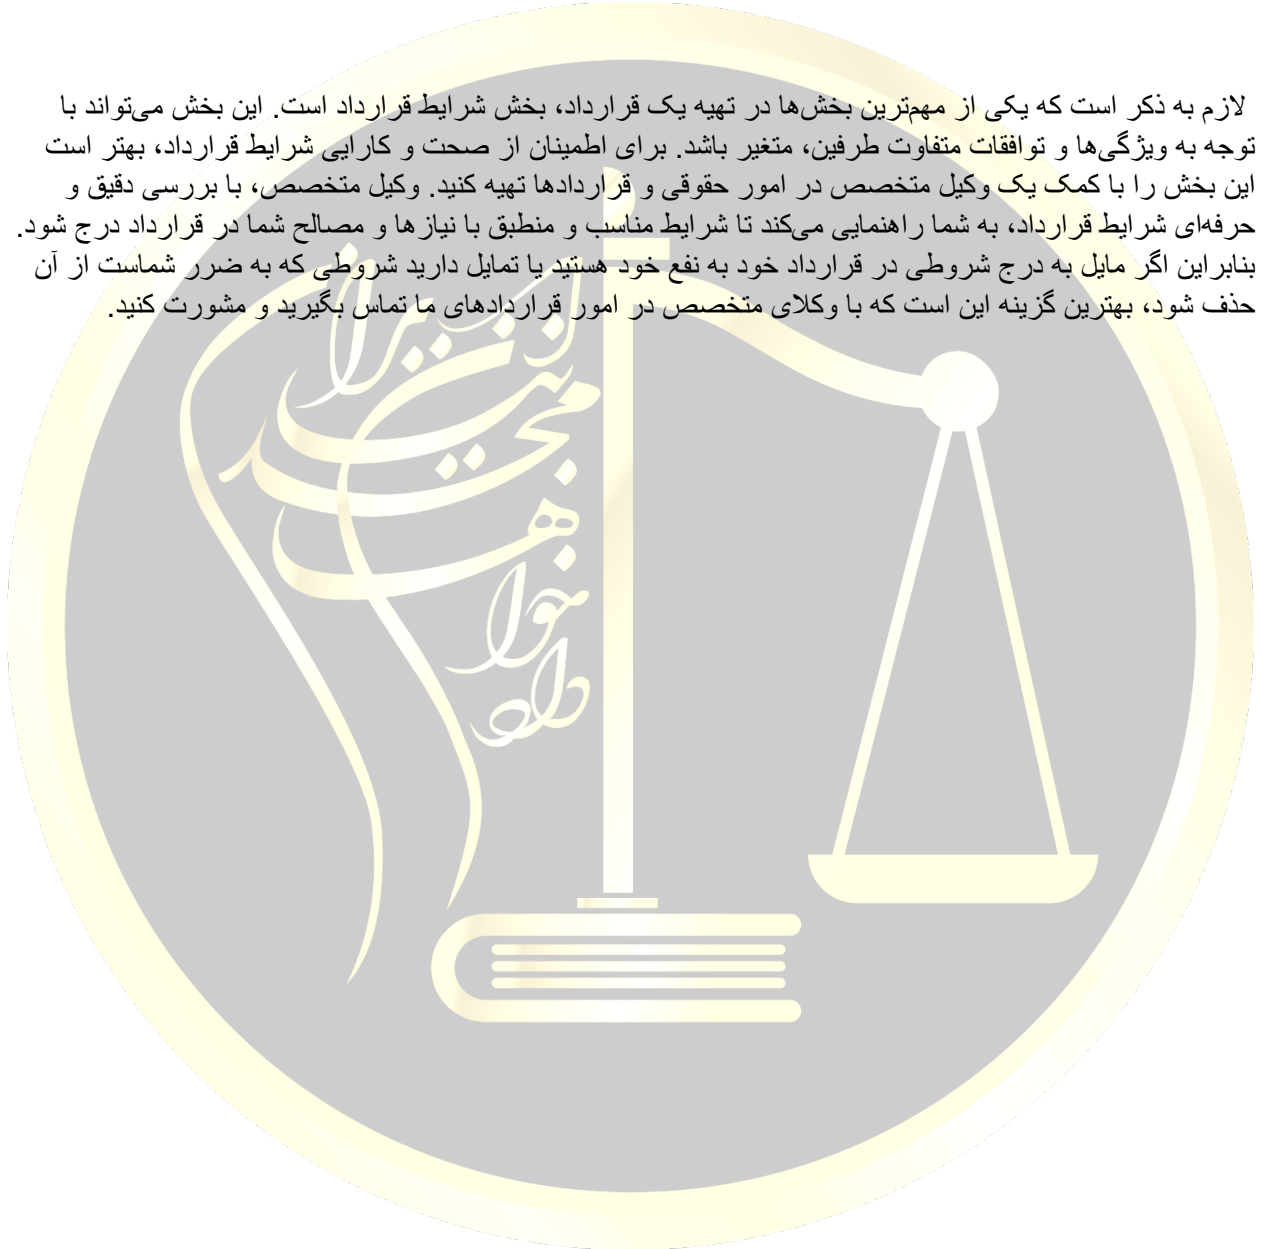 لازم به ذکر است که یکی از مهم‌ترین بخش‌ها در تهیه یک قرارداد، بخش شرایط قرارداد است. این بخش می‌تواند با
توجه به ویژگی‌ها و توافقات متفاوت طرفین، متغیر باشد. برای اطمینان از صحت و کارایی شرایط قرارداد، بهتر است
این بخش را با کمک یک وکیل متخصص در امور حقوقی و قراردادها تهیه کنید. وکیل متخصص، با بررسی دقیق و
حرفه‌ای شرایط قرارداد، به شما راهنمایی می‌کند تا شرایط مناسب و منطبق با نیازها و مصالح شما در قرارداد درج شود.
بنابراین اگر مایل به درج شروطی در قرارداد خود به نفع خود هستید یا تمایل دارید شروطی که به ضرر شماست از آن
حذف شود، بهترین گزینه این است که با وکلای متخصص در امور قراردادهای ما تماس بگیرید و مشورت کنید.